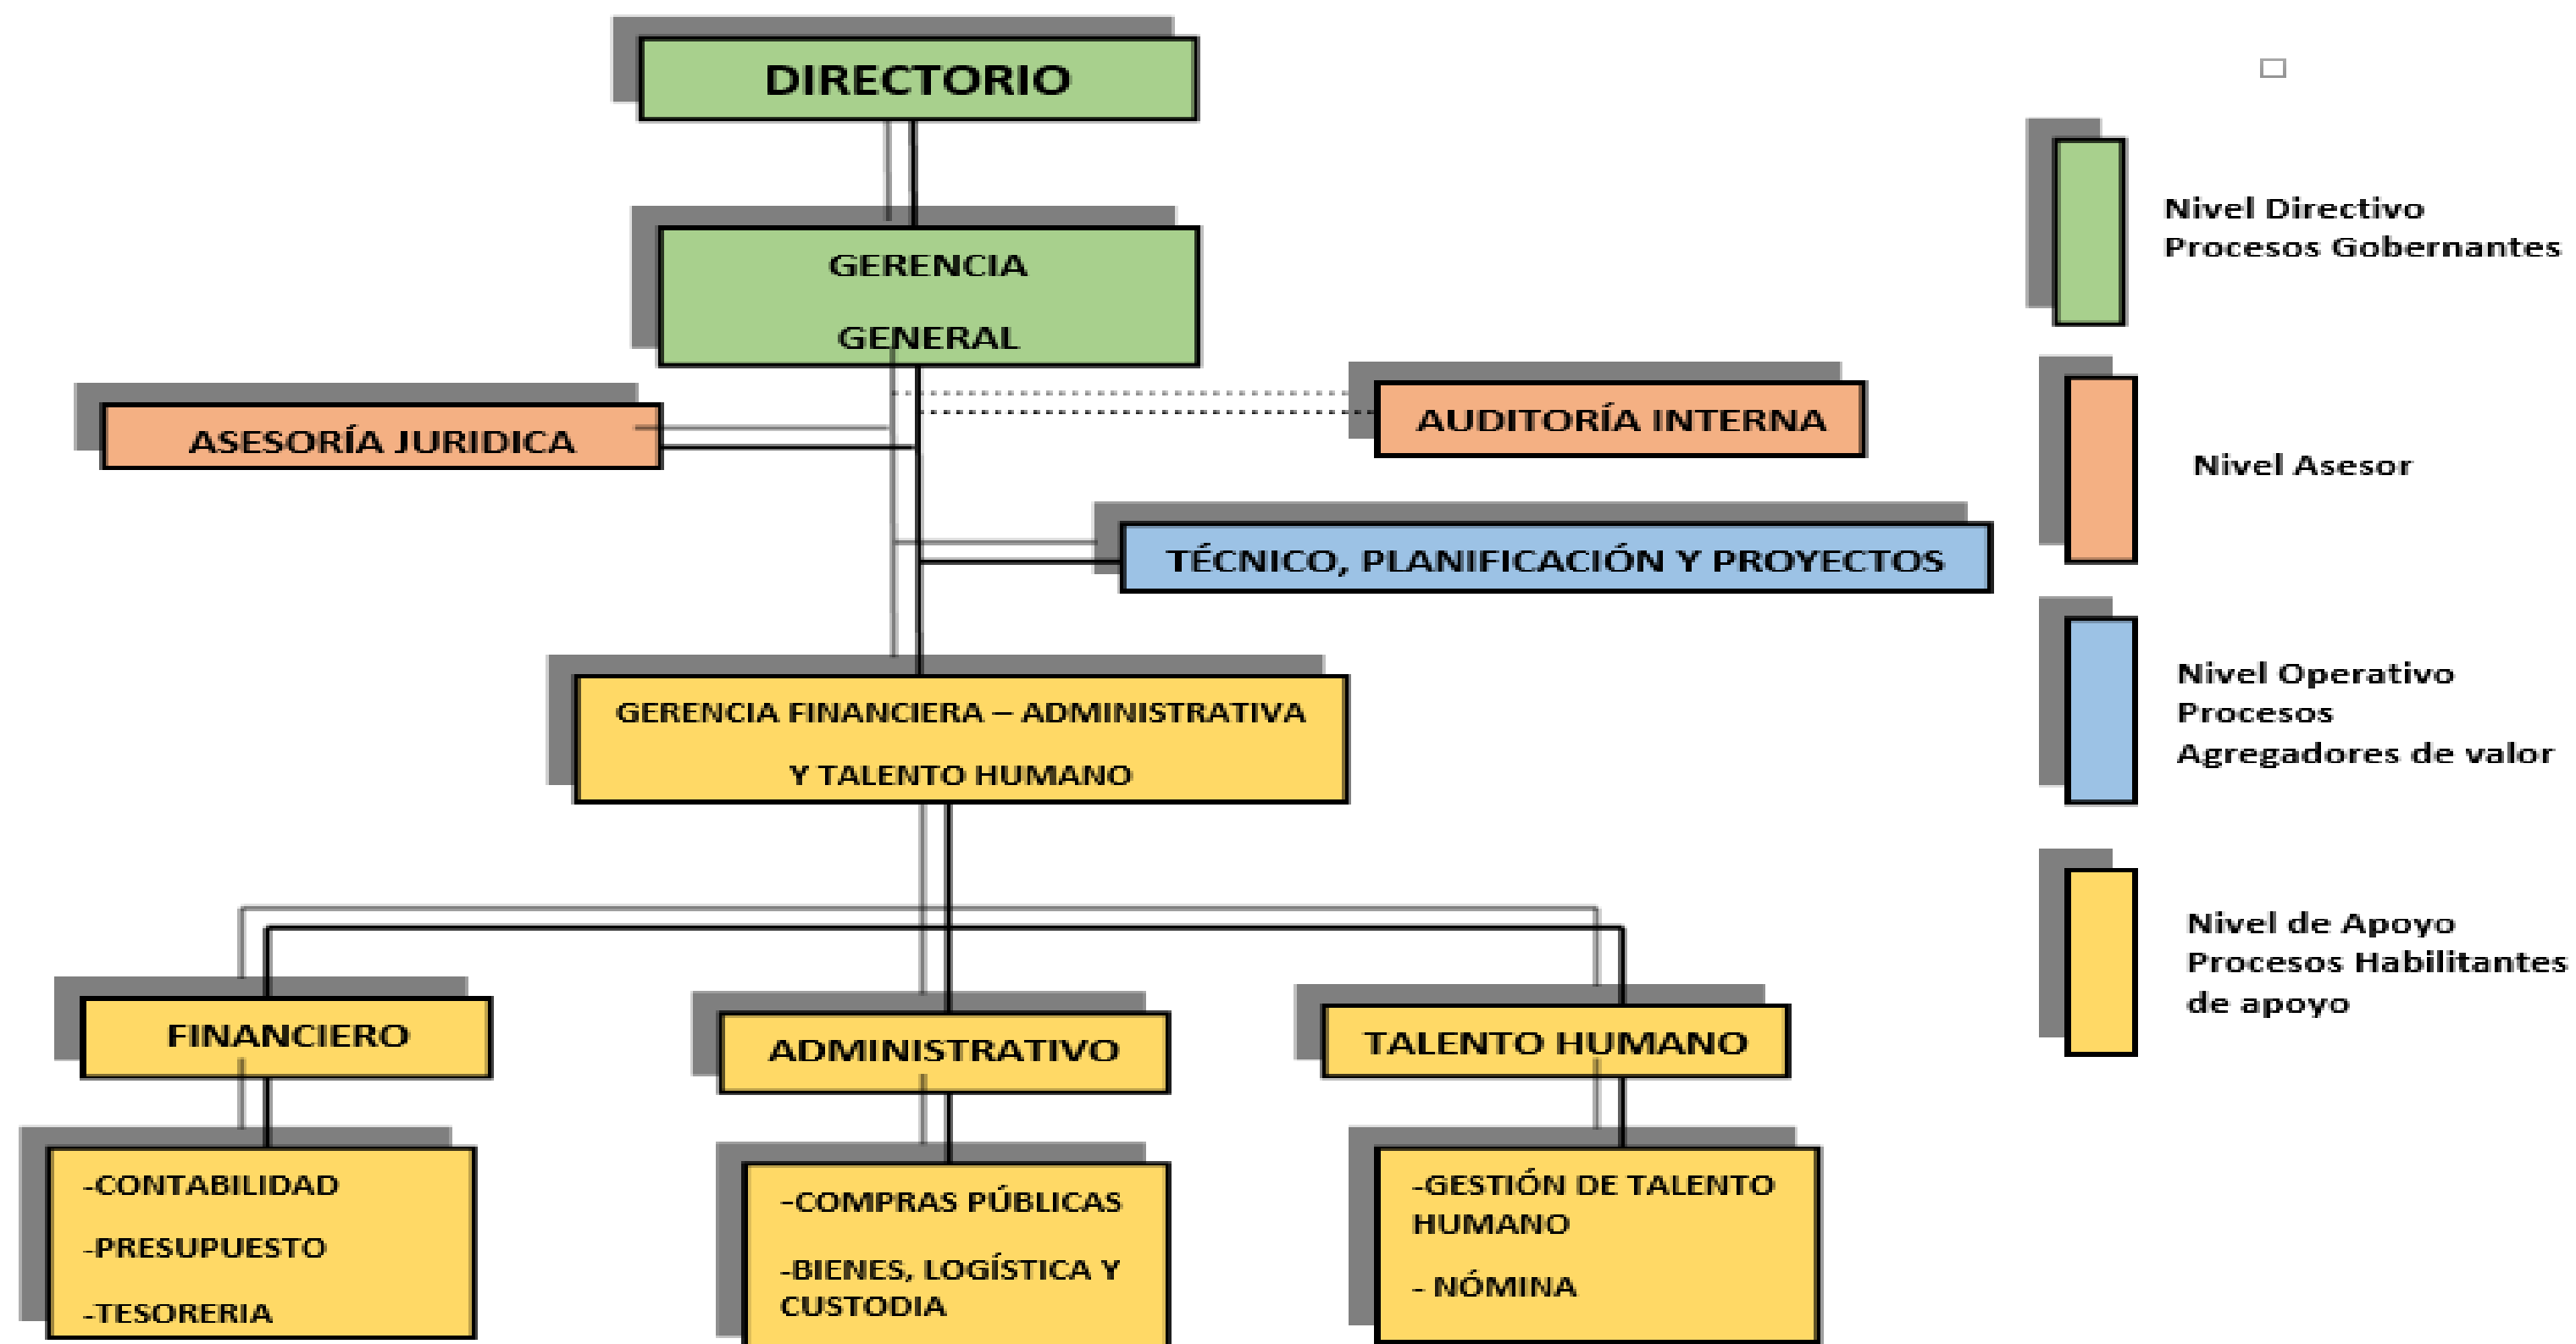 DIRECTORIO
GERENCIA
GENERAL
ASESORÍA JURIDICA
AUDITORÍA INTERNA
TÉCNICO, PLANIFICACIÓN Y PROYECTOS
GERENCIA FINANCIERA – ADMINISTRATIVA
Y TALENTO HUMANO
FINANCIERO
ADMINISTRATIVO
TALENTO HUMANO
-CONTABILIDAD
-PRESUPUESTO
-TESORERIA
-COMPRAS PÚBLICAS
-BIENES, LOGÍSTICA Y
CUSTODIA
-GESTIÓN DE TALENTO
HUMANO
- NÓMINA
Nivel Directivo
Procesos Gobernantes
Nivel Asesor
Nivel Operativo
Procesos
Agregadores de valor
Nivel de Apoyo
Procesos Habilitantes
de apoyo